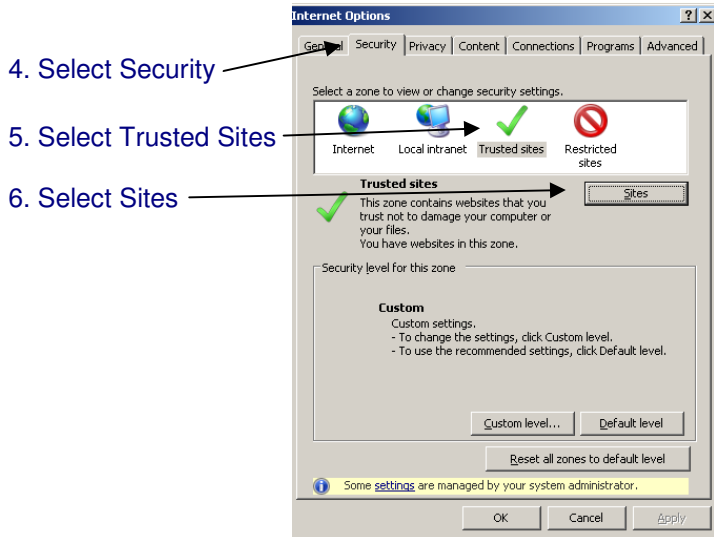 Internet Options
General Security Privacy Content Connections Programs Advanced
4. Select Security
Select a zone to view or change security settings.
5. Select Trusted Sites
Internet Local intranet Trusted sites Restricted
sites
Trusted sites
6. Select Sites
Sites
This zone contains websites that you
trust not to damage your computer or
your files.
You have websites in this zone.
Security level for this zone
Custom
Custom settings.
- To change the settings, click Custom level.
- To use the recommended settings, click Default level.
Custom level... Default level
Reset all zones to default level
Some settings are managed by your system administrator.
OK Cancel Apply